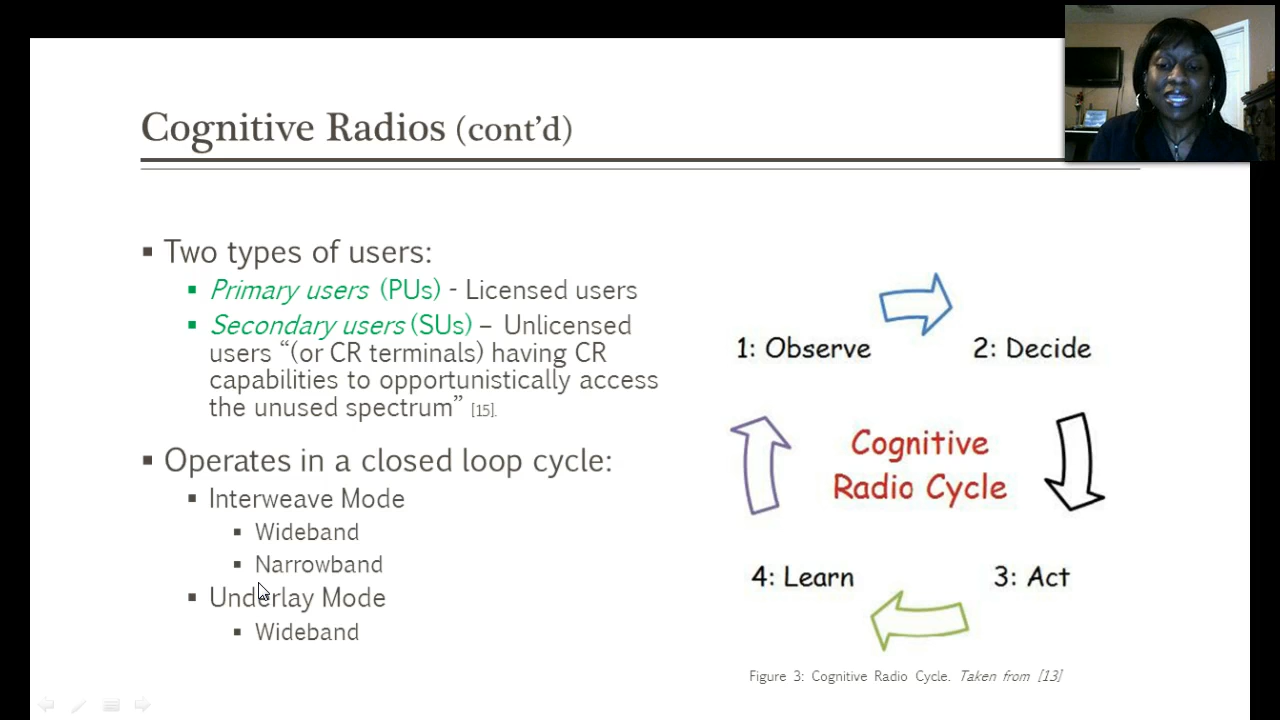 Cognitive Radios (cont’d)
Two types of users:
Primary users (PUs) - Licensed users
Secondary users (SUs) – Unlicensed
users “(or CR terminals) having CR
capabilities to opportunistically access
the unused spectrum” [15].
Operates in a closed loop cycle:
Interweave Mode
Wideband
Narrowband
Underlay Mode
Wideband
1: Observe
2: Decide
Cognitive
Radio Cycle
4: Learn
3: Act
Figure 3: Cognitive Radio Cycle. Taken from [13]